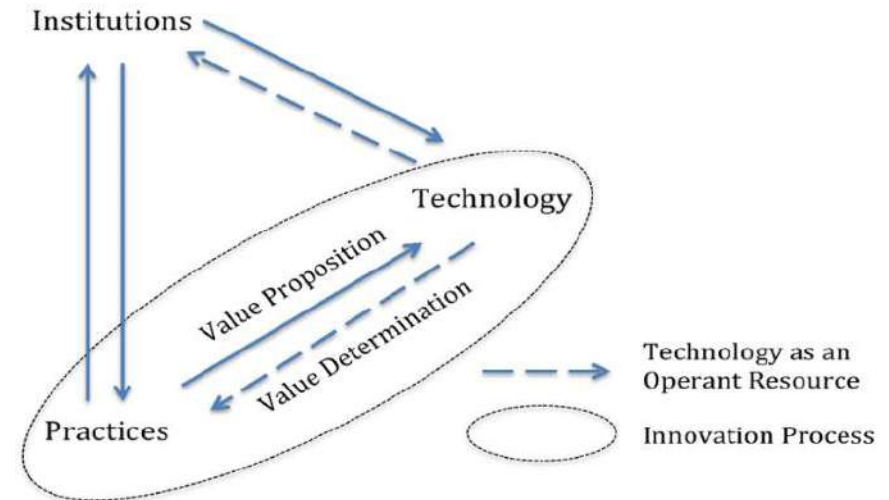 Institutions
Technology
Value Proposition
Value Determination
Practices
Technology as an
Operant Resource
Innovation Process